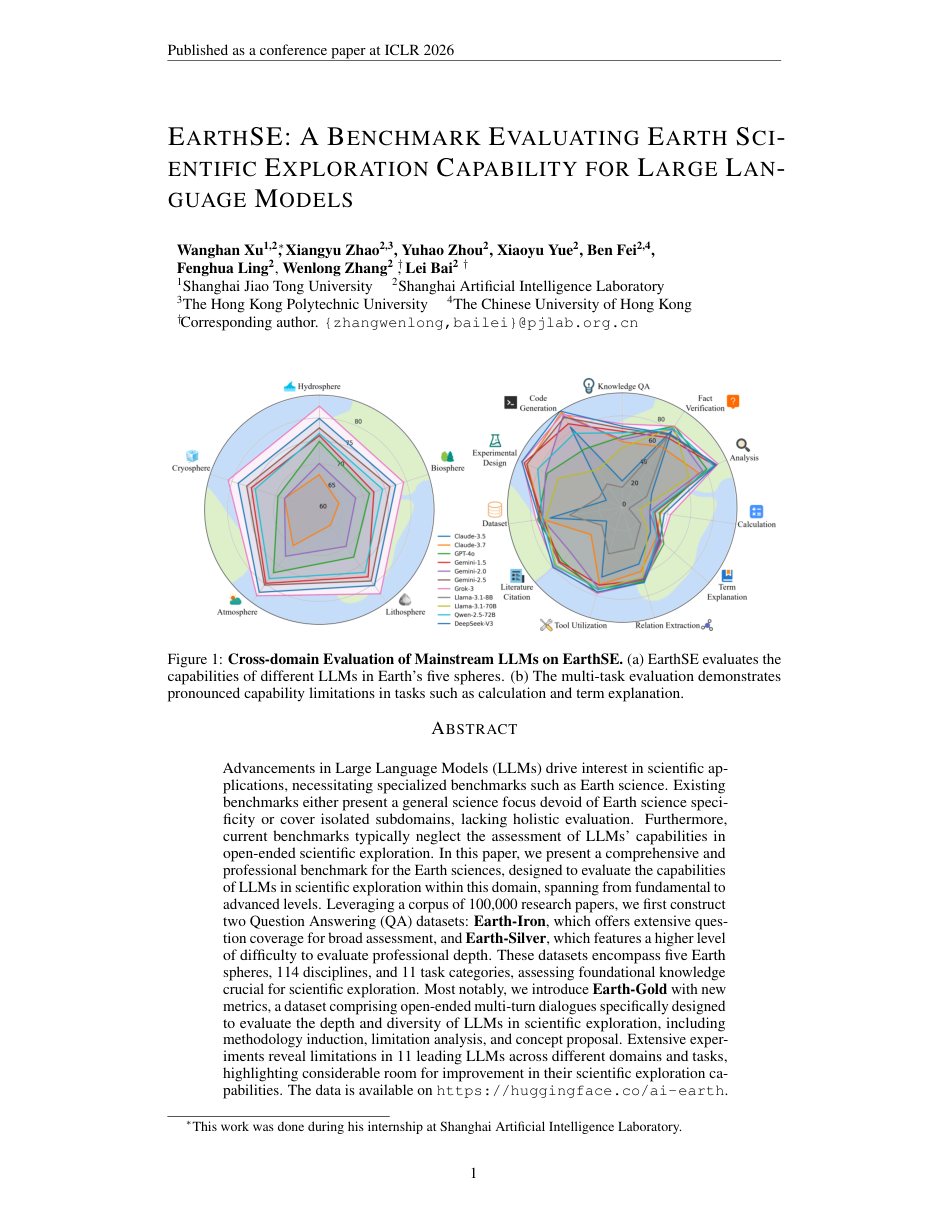 Published as a conference paper at ICLR 2026
EARTHSE: A BENCHMARK EVALUATING EARTH SCI-
ENTIFIC EXPLORATION CAPABILITY FOR LARGE LAN-
GUAGE MODELS
Wanghan Xu1,2*, Xiangyu Zhao2,3, Yuhao Zhou2, Xiaoyu Yue2, Ben Fei2,4,
Fenghua Ling2, Wenlong Zhang2 †, Lei Bai2 †
1Shanghai Jiao Tong University 2Shanghai Artificial Intelligence Laboratory
3The Hong Kong Polytechnic University 4The Chinese University of Hong Kong
†Corresponding author. {zhangwenlong,bailei}@pjlab.org.cn
Hydrosphere
Cryosphere
Biosphere
Atmosphere
Lithosphere
80
75
70
65
60
Claude-3.5
Claude-3.7
GPT-4o
Gemini-1.5
Gemini-2.0
Gemini-2.5
Grok-3
Llama-3.1-8B
Llama-3.1-70B
Qwen-2.5-72B
DeepSeek-V3
Knowledge QA
Code
Generation
Fact
Verification
Experimental
Design
Analysis
Dataset
Calculation
Literature
Citation
Term
Explanation
Tool Utilization
Relation Extraction
80
60
40
20
0
Figure 1: Cross-domain Evaluation of Mainstream LLMs on EarthSE. (a) EarthSE evaluates the
capabilities of different LLMs in Earth's five spheres. (b) The multi-task evaluation demonstrates
pronounced capability limitations in tasks such as calculation and term explanation.
ABSTRACT
Advancements in Large Language Models (LLMs) drive interest in scientific ap-
plications, necessitating specialized benchmarks such as Earth science. Existing
benchmarks either present a general science focus devoid of Earth science speci-
ficity or cover isolated subdomains, lacking holistic evaluation. Furthermore,
current benchmarks typically neglect the assessment of LLMs' capabilities in
open-ended scientific exploration. In this paper, we present a comprehensive and
professional benchmark for the Earth sciences, designed to evaluate the capabilities
of LLMs in scientific exploration within this domain, spanning from fundamental to
advanced levels. Leveraging a corpus of 100,000 research papers, we first construct
two Question Answering (QA) datasets: Earth-Iron, which offers extensive ques-
tion coverage for broad assessment, and Earth-Silver, which features a higher level
of difficulty to evaluate professional depth. These datasets encompass five Earth
spheres, 114 disciplines, and 11 task categories, assessing foundational knowledge
crucial for scientific exploration. Most notably, we introduce Earth-Gold with new
metrics, a dataset comprising open-ended multi-turn dialogues specifically designed
to evaluate the depth and diversity of LLMs in scientific exploration, including
methodology induction, limitation analysis, and concept proposal. Extensive exper-
iments reveal limitations in 11 leading LLMs across different domains and tasks,
highlighting considerable room for improvement in their scientific exploration ca-
pabilities. The data is available on https://huggingface.co/ai-earth.
*This work was done during his internship at Shanghai Artificial Intelligence Laboratory.
1